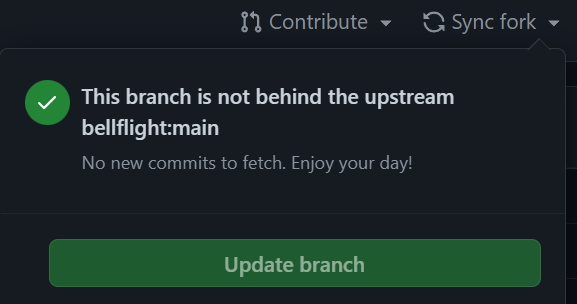 Contribute Sync fork
This branch is not behind the upstream
bellflight:main
No new commits to fetch. Enjoy your day!
Update branch